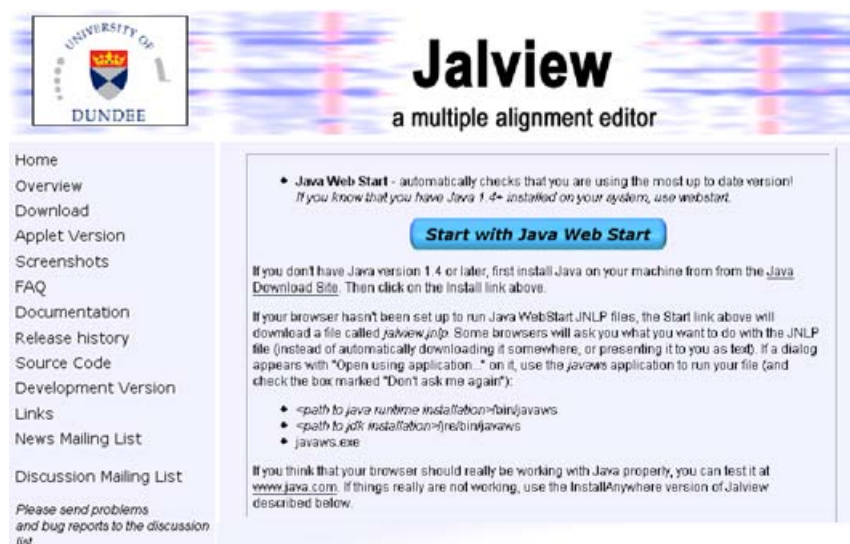 UNIVERSITY OF
DUNDEE
Jalview
a multiple alignment editor
Home
Overview
Download
Applet Version
Screenshots
FAQ
Documentation
Release history
Source Code
Development Version
Links
News Mailing List
Discussion Mailing List
Please send problems
and bug reports to the discussion
list
• Java Web Start - automatically checks that you are using the most up to date version!
If you know that you have Java 1.4+ installed on your system, use webstart.
Start with Java Web Start
If you don't have Java version 1.4 or later, first install Java on your machine from from the Java
Download Site. Then click on the Install link above.
If your browser hasn't been set up to run Java WebStart JNLP files, the Start link above will
download a file called jalview.jnlp. Some browsers will ask you what you want to do with the JNLP
file (instead of automatically downloading it somewhere, or presenting it to you as text). If a dialog
appears with "Open using application..." on it, use the javaws application to run your file (and
check the box marked "Don't ask me again"):
• <path to java runtime installation>/bin/javaws
• <path to jdk installation>/jre/bin/javaws
• javaws.exe
If you think that your browser should really be working with Java properly, you can test it at
www.java.com. If things really are not working, use the InstallAnywhere version of Jalview
described below.